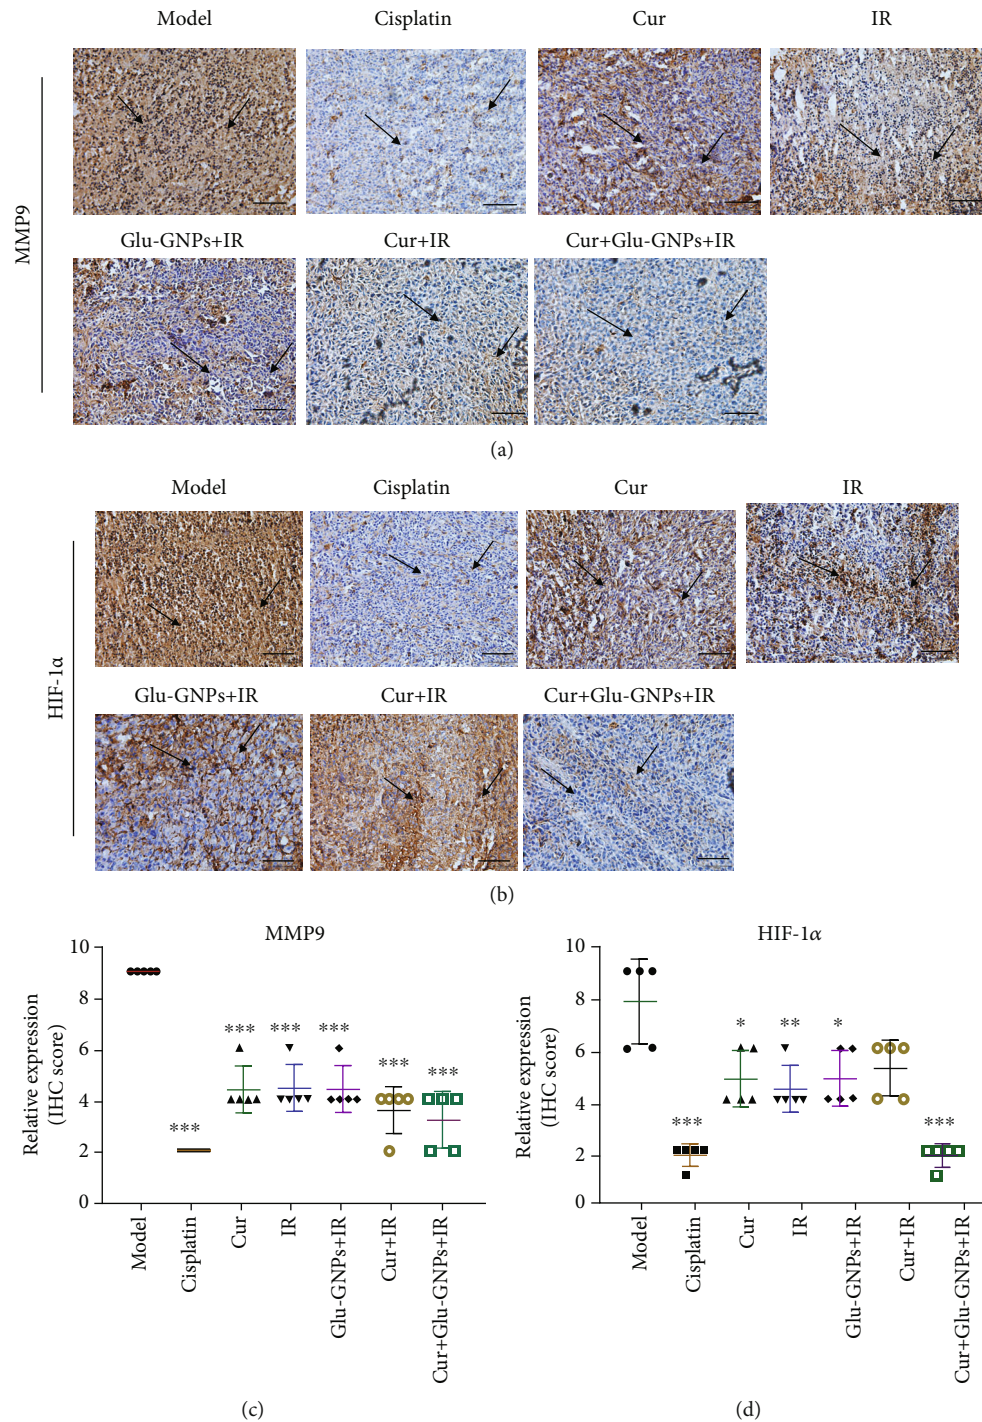 Model Cisplatin Cur IR
MMP9
Glu-GNPs+IR Cur+IR Cur+Glu-GNPs+IR
(a)
Model Cisplatin Cur IR
HIF-1α
Glu-GNPs+IR Cur+IR Cur+Glu-GNPs+IR
(b)
MMP9
Relative expression
(IHC score)
10
8
6
4
2
0
*** *** *** *** *** ***
Model
Cisplatin
Cur
IR
Glu-GNPs+IR
Cur+IR
Cur+Glu-GNPs+IR
(c)
HIF-1α
Relative expression
(IHC score)
10
8
6
4
2
0
*** * ** * ***
Model
Cisplatin
Cur
IR
Glu-GNPs+IR
Cur+IR
Cur+Glu-GNPs+IR
(d)